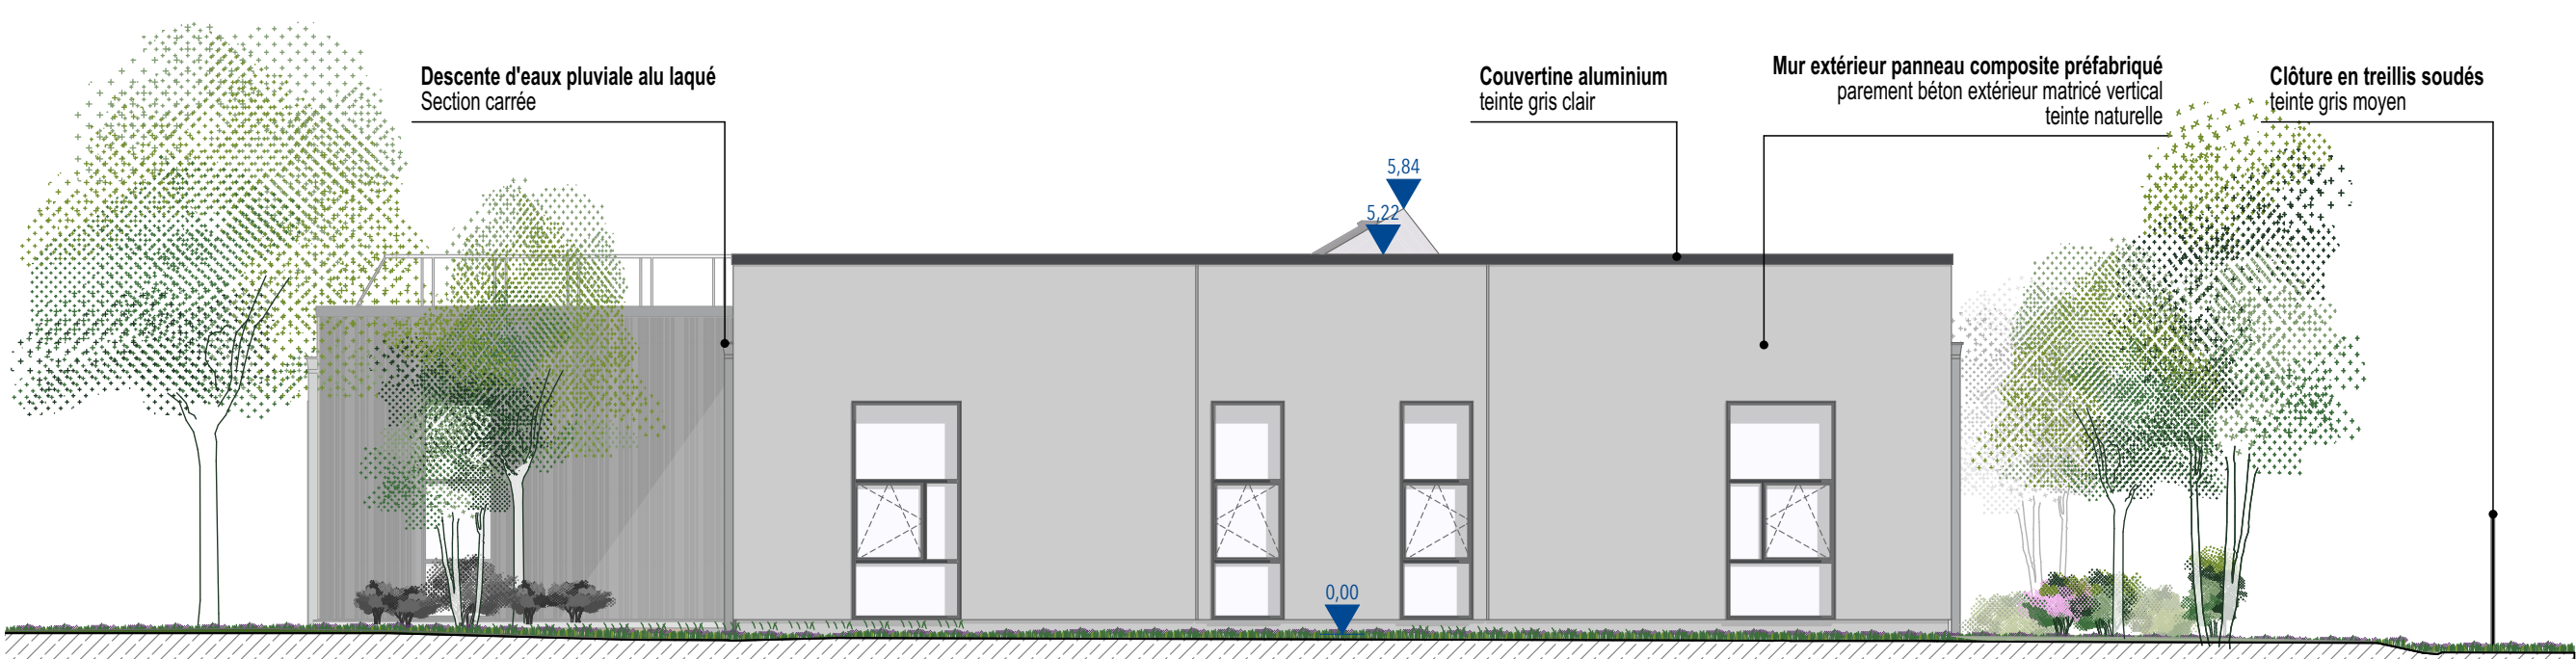 Descente d'eaux pluviale alu laqué
Section carrée
Couvertine aluminium
teinte gris clair
Mur extérieur panneau composite préfabriqué
parement béton extérieur matricé vertical
teinte naturelle
Clôture en treillis soudés
teinte gris moyen
5,84
5,22
0,00